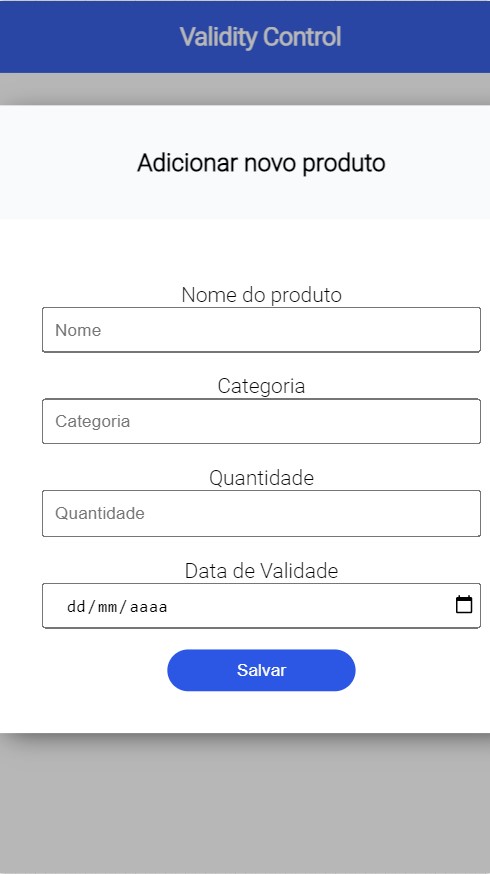 Validity Control
Adicionar novo produto
Nome do produto
Nome
Categoria
Categoria
Quantidade
Quantidade
Data de Validade
dd/mm/aaaa
Salvar